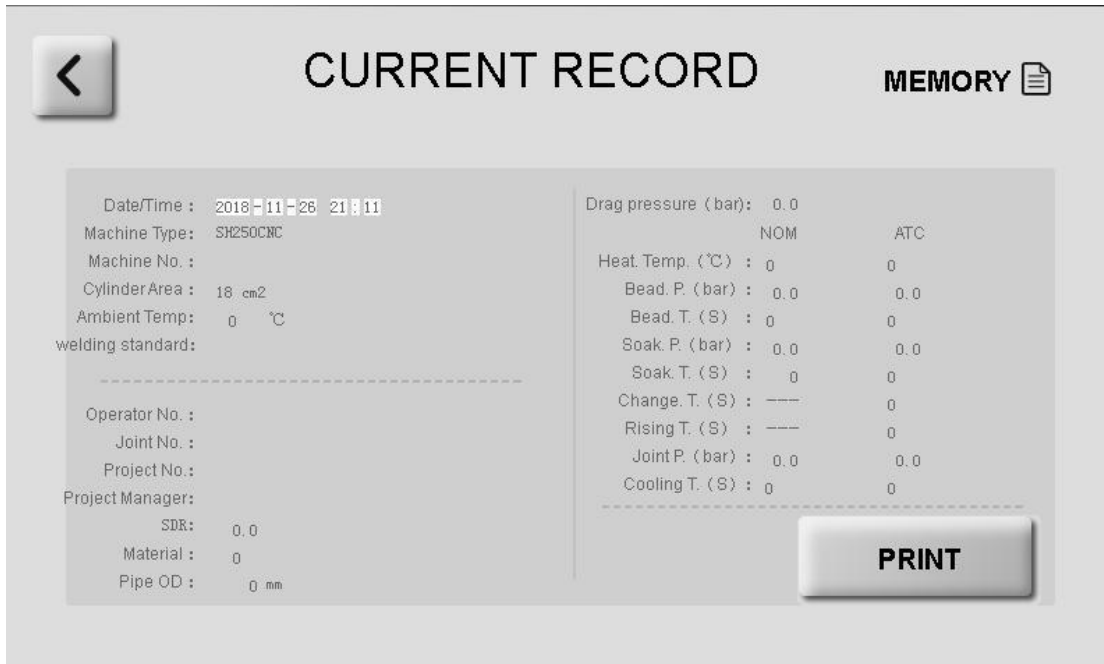 CURRENT RECORD
MEMORY
Date/Time : 2018-11-26 21:11
Machine Type: SH250CNC
Machine No. :
Cylinder Area : 18 cm2
Ambient Temp: 0 ℃
welding standard:
Operator No. :
Joint No. :
Project No.:
Project Manager:
SDR: 0.0
Material : 0
Pipe OD : 0 mm
Drag pressure (bar): 0.0
NOM ATC
Heat. Temp. (℃) : 0 0
Bead. P. (bar) : 0.0 0.0
Bead. T. (S) : 0 0
Soak. P. (bar) : 0.0 0.0
Soak. T. (S) : 0 0
Change. T. (S) : --- 0
Rising T. (S) : --- 0
Joint P. (bar) : 0.0 0.0
Cooling T. (S) : 0 0
PRINT